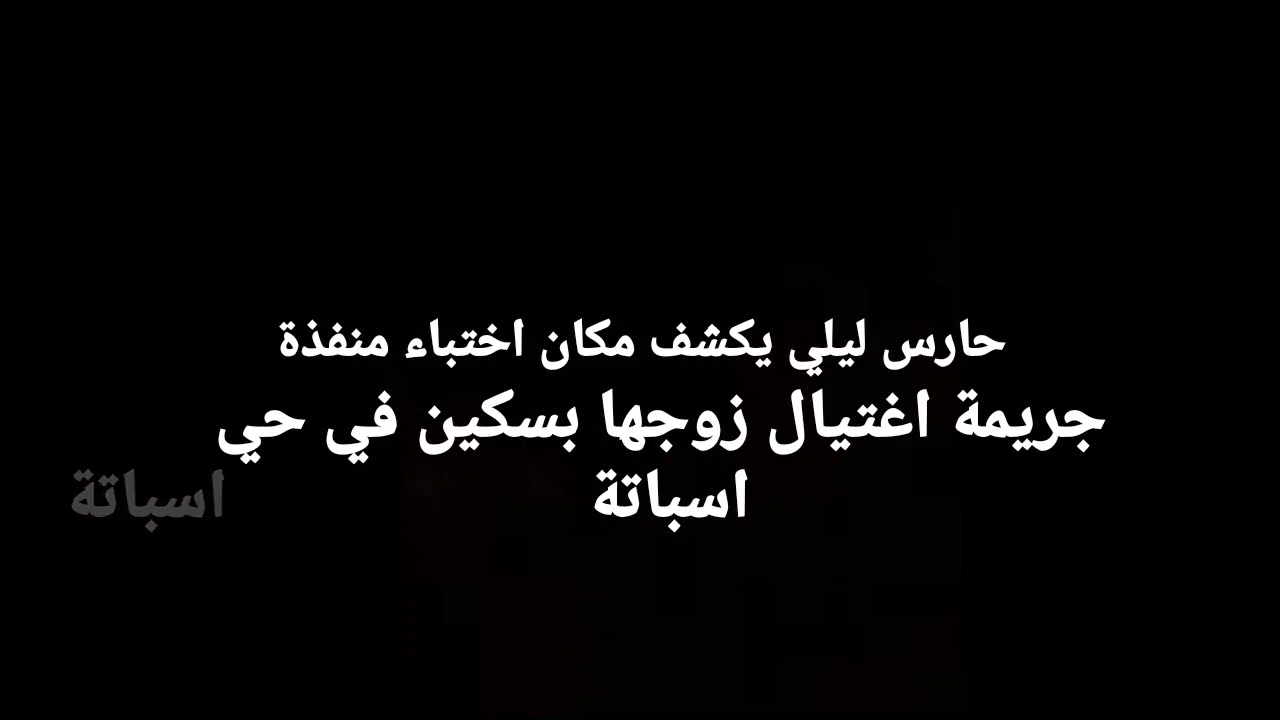 حارس ليلي يكشف مكان اختباء منفذة
جريمة اغتيال زوجها بسكين في حي
اسباتة
اسباتة